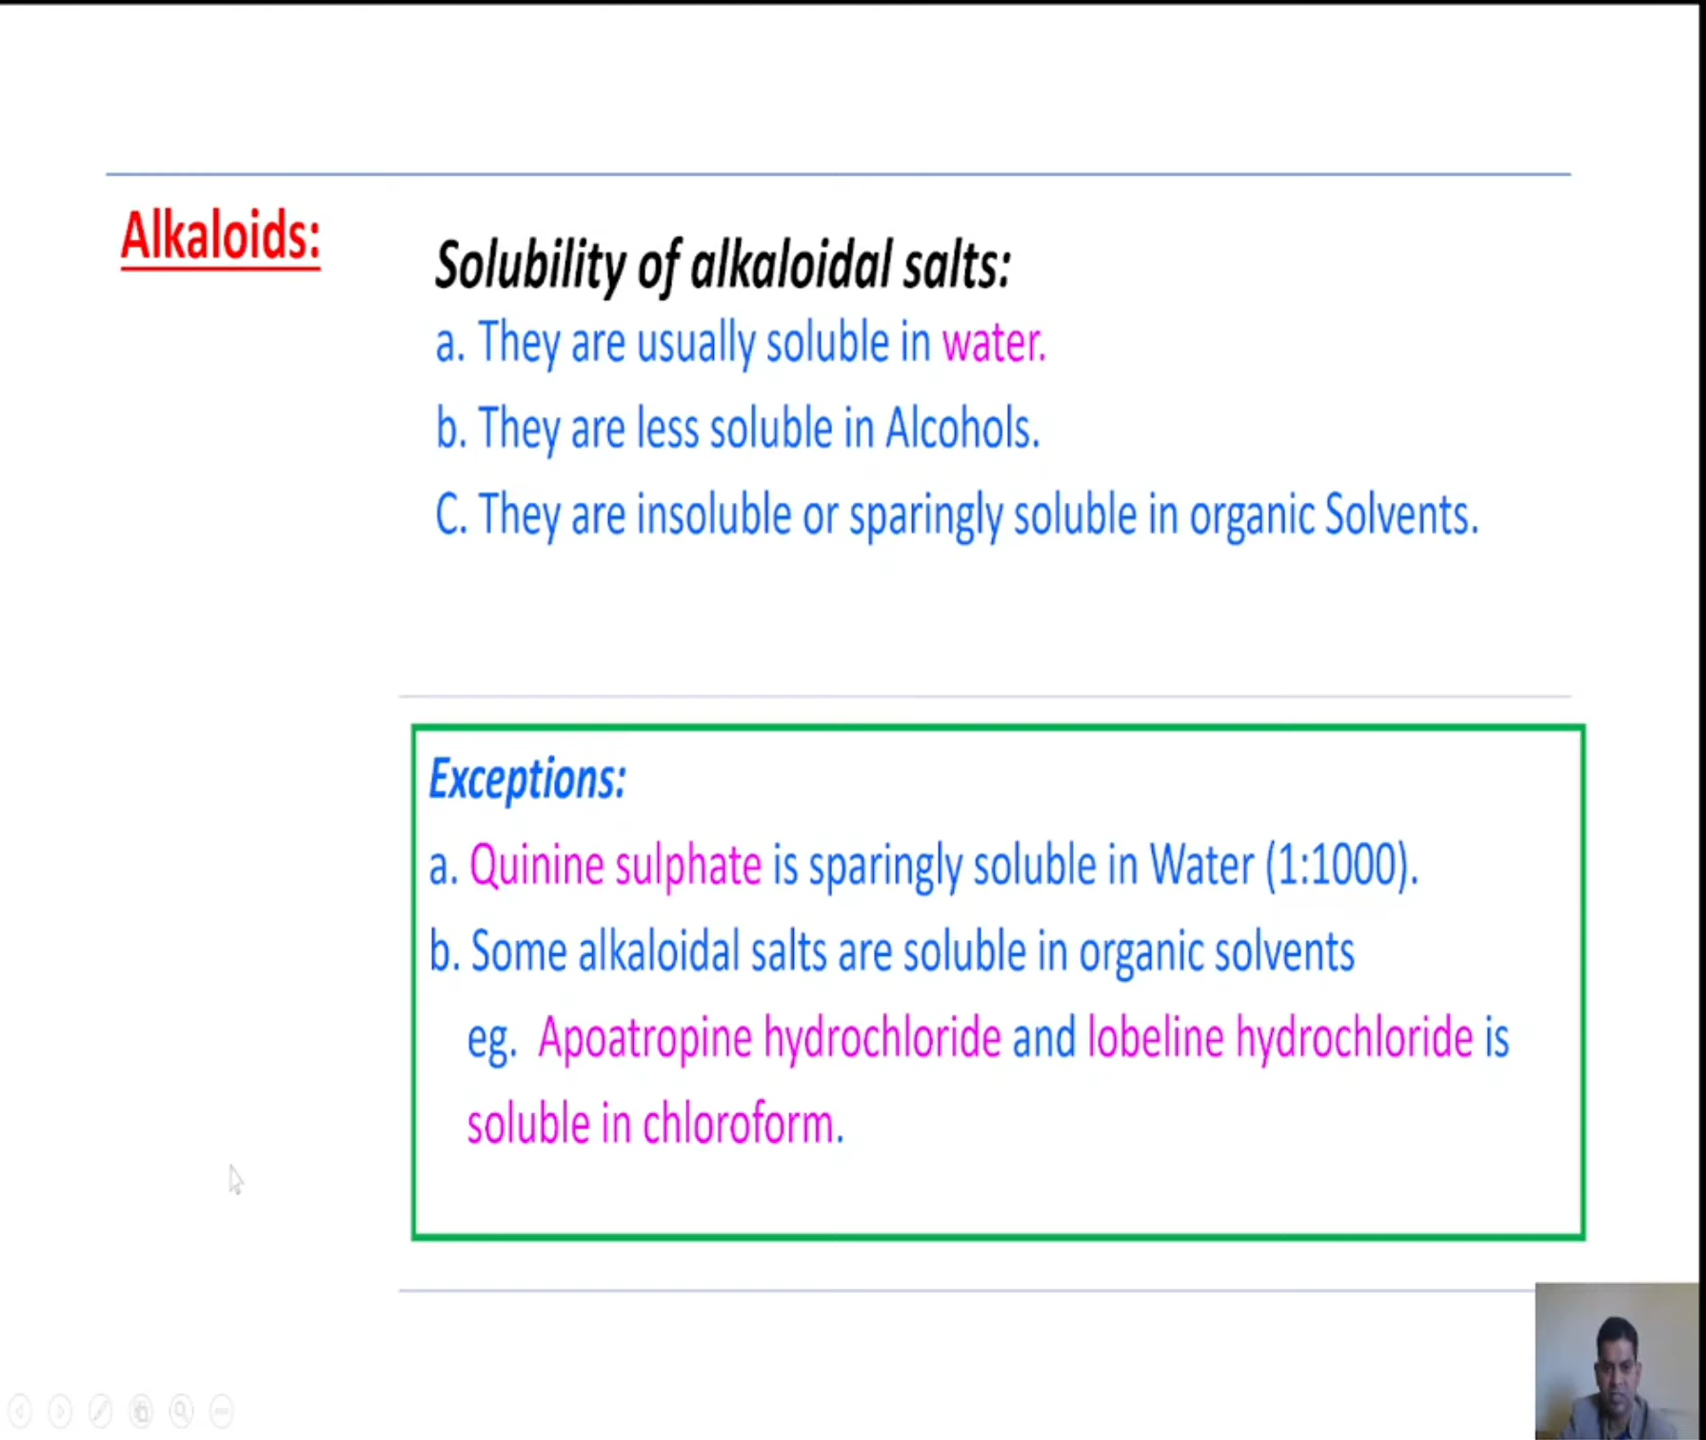 Alkaloids:
Solubility of alkaloidal salts:
a. They are usually soluble in water.
b. They are less soluble in Alcohols.
C. They are insoluble or sparingly soluble in organic Solvents.
Exceptions:
a. Quinine sulphate is sparingly soluble in Water (1:1000).
b. Some alkaloidal salts are soluble in organic solvents
eg. Apoatropine hydrochloride and lobeline hydrochloride is
soluble in chloroform.